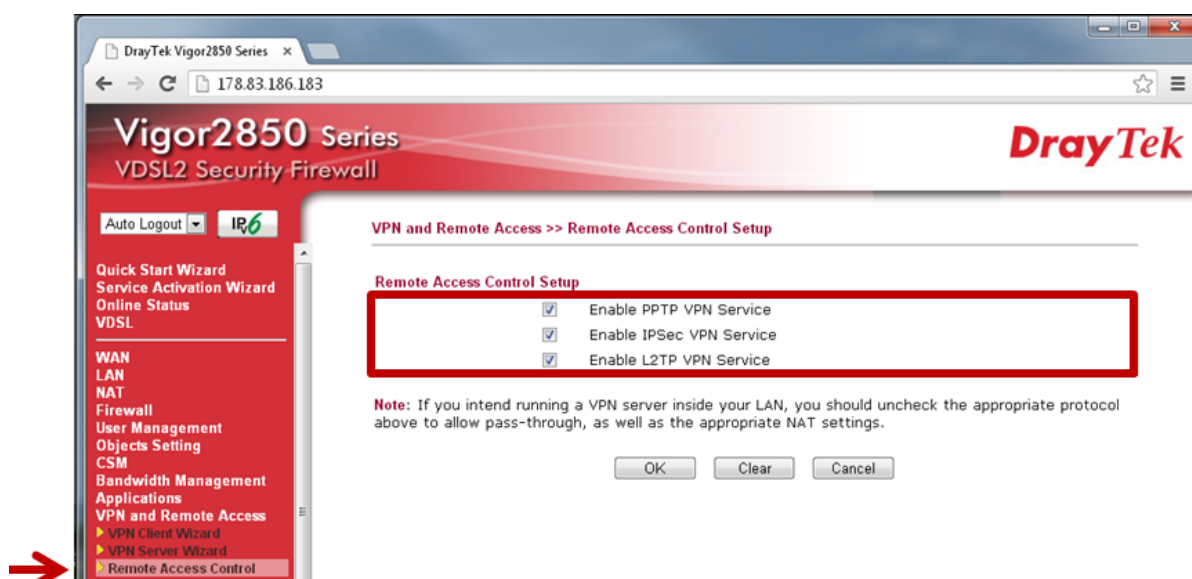 DrayTek Vigor2850 Series
178.83.186.183
Vigor2850 Series
VDSL2 Security Firewall
DrayTek
Auto Logout
IPv6
Quick Start Wizard
Service Activation Wizard
Online Status
VDSL
WAN
LAN
NAT
Firewall
User Management
Objects Setting
CSM
Bandwidth Management
Applications
VPN and Remote Access
VPN Client Wizard
VPN Server Wizard
Remote Access Control
VPN and Remote Access >> Remote Access Control Setup
Remote Access Control Setup
Enable PPTP VPN Service
Enable IPSec VPN Service
Enable L2TP VPN Service
Note: If you intend running a VPN server inside your LAN, you should uncheck the appropriate protocol
above to allow pass-through, as well as the appropriate NAT settings.
OK Clear Cancel